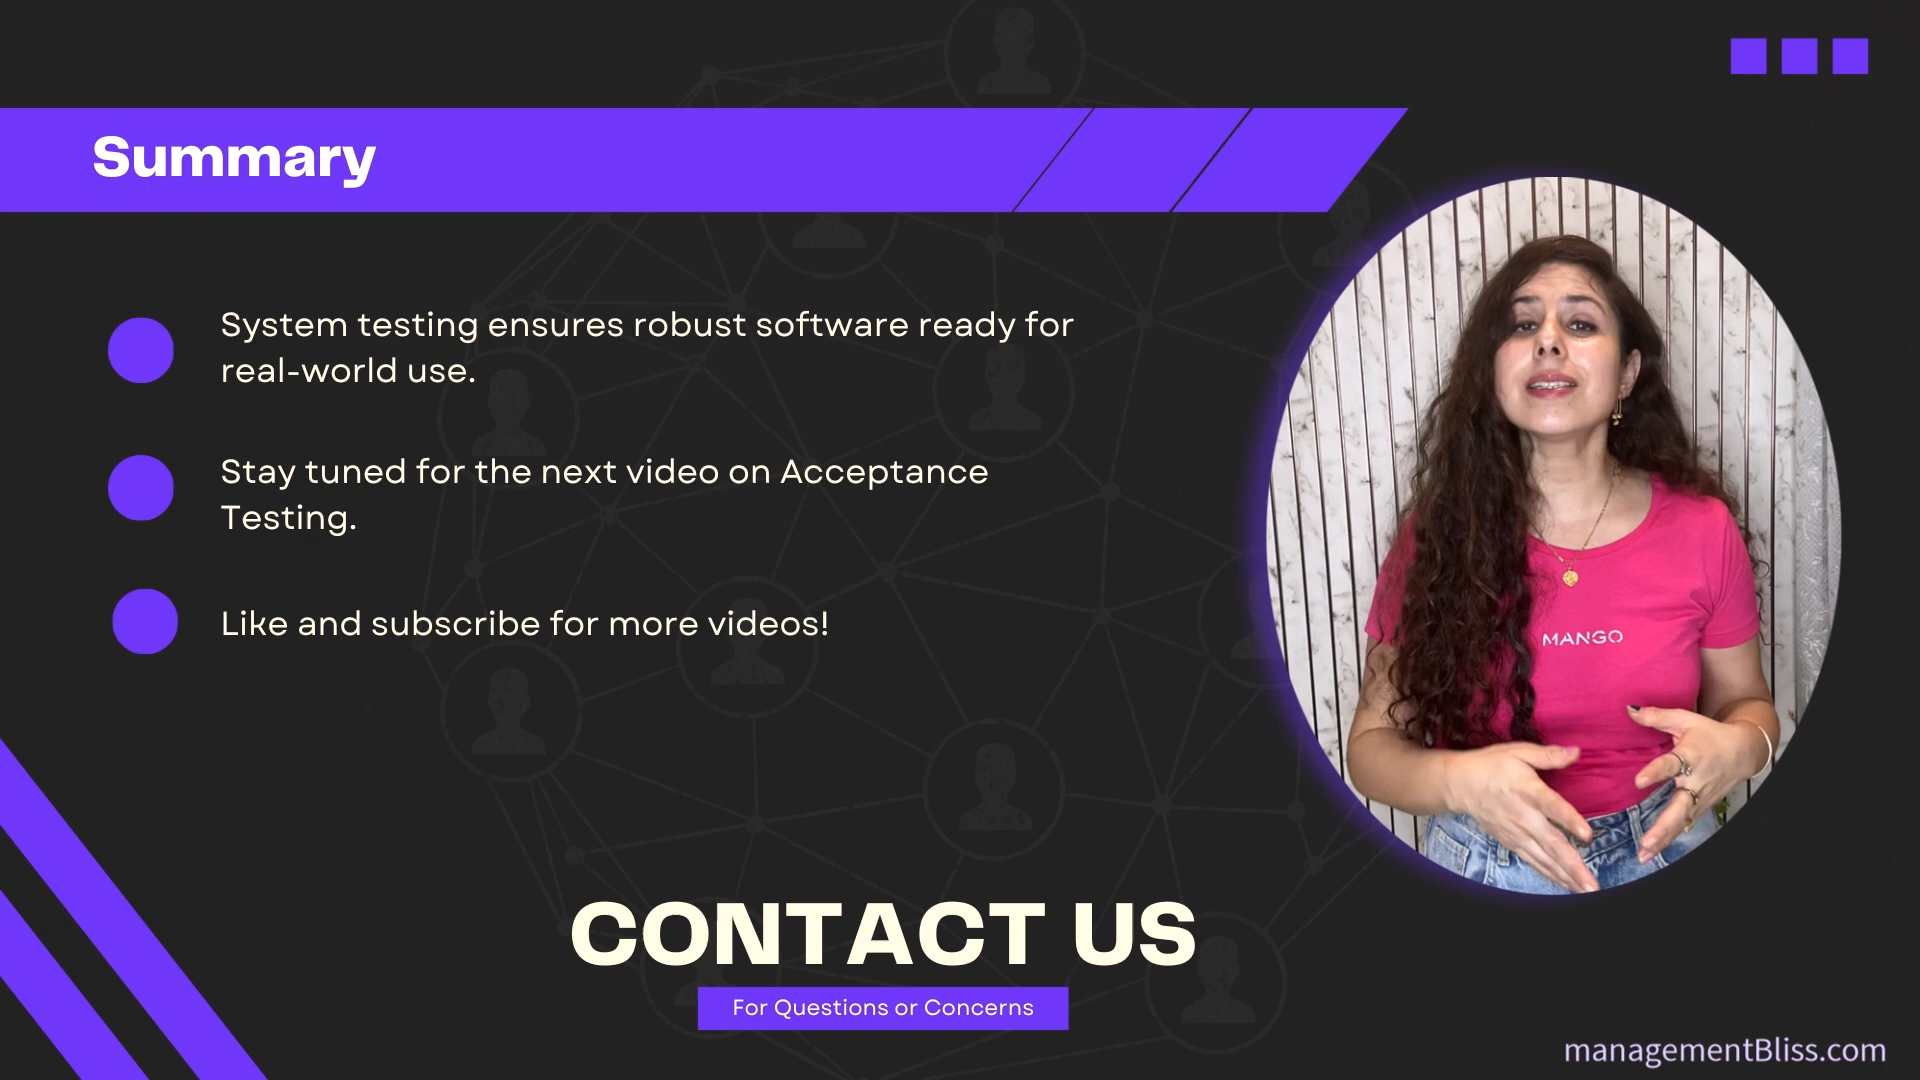 Summary
System testing ensures robust software ready for
real-world use.
Stay tuned for the next video on Acceptance
Testing.
Like and subscribe for more videos!
MANGO
CONTACT US
For Questions or Concerns
managementBliss.com